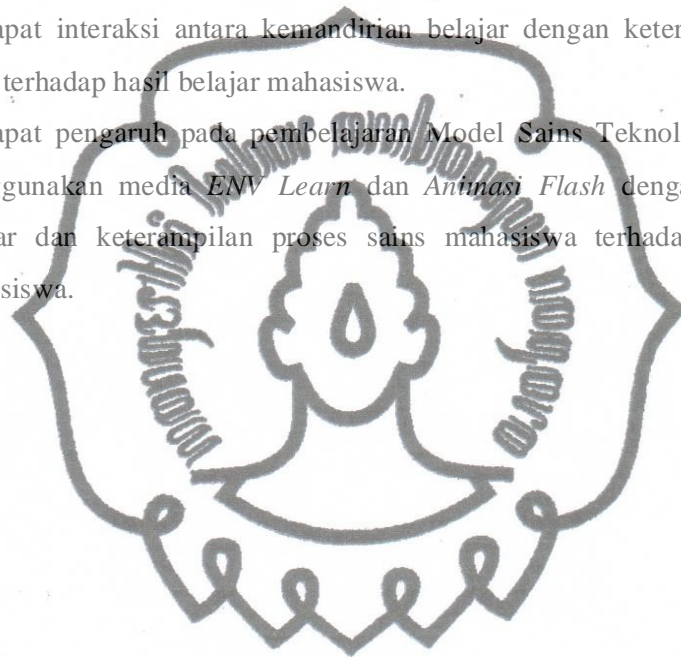 apat interaksi antara kemandirian belajar dengan keter
terhadap hasil belajar mahasiswa.
apat pengaruh pada pembelajaran Model Sains Teknol
ggunakan media ENV Learn dan Animasi Flash denga
ar dan keterampilan proses sains mahasiswa terhada
siswa.